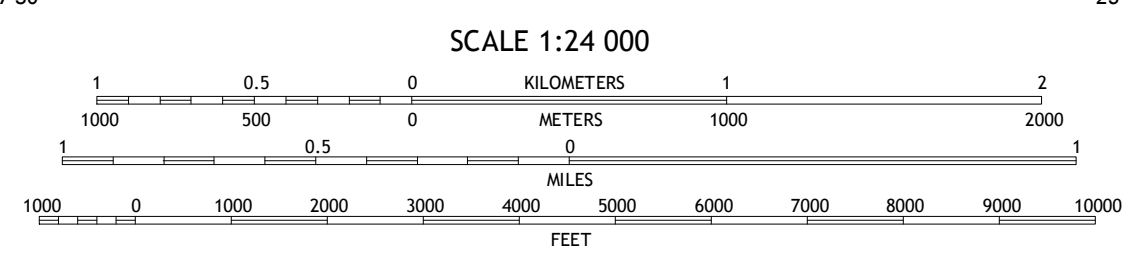 SCALE 1:24 000
1 0.5 0 KILOMETERS 1 2
1000 500 0 METERS 1000 2000
1 0.5 0 1
MILES
1000 0 1000 2000 3000 4000 5000 6000 7000 8000 9000 10000
FEET